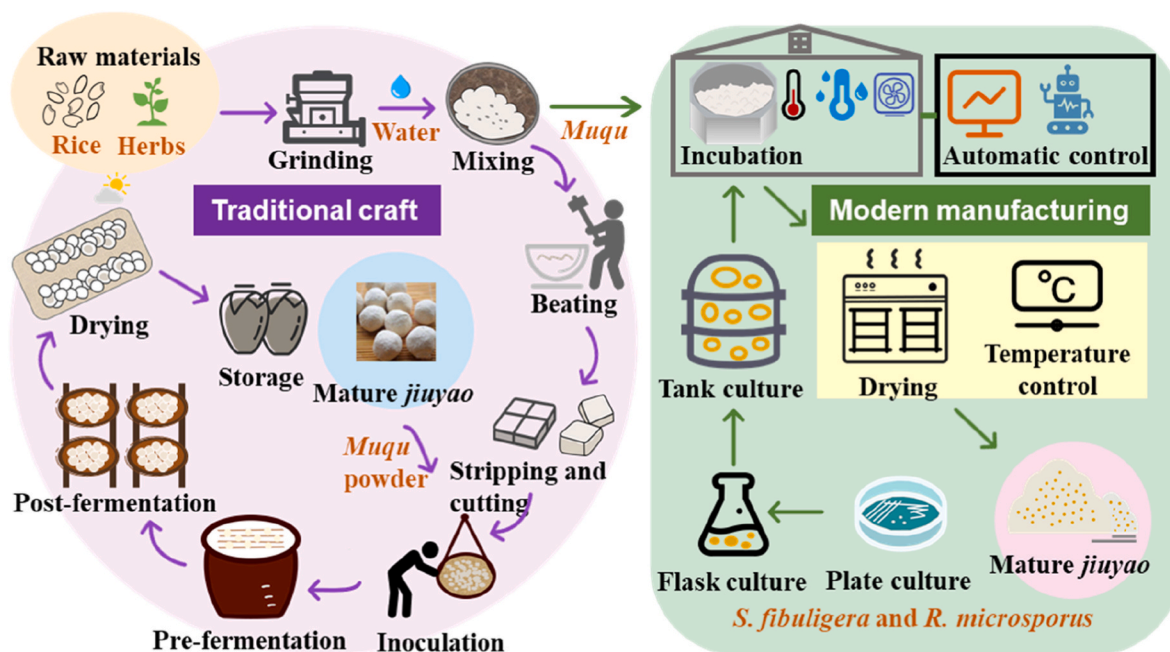 Raw materials
Rice
Herbs
Grinding
Water
Mixing
Muqu
Traditional craft
Beating
Drying
Storage
Mature jiuyao
Muqu
powder
Stripping and
cutting
Post-fermentation
Pre-fermentation
Inoculation
Incubation
Automatic control
Modern manufacturing
Tank culture
°C
Drying
Temperature
control
Flask culture
Plate culture
Mature jiuyao
S. fibuligera and R. microsporus